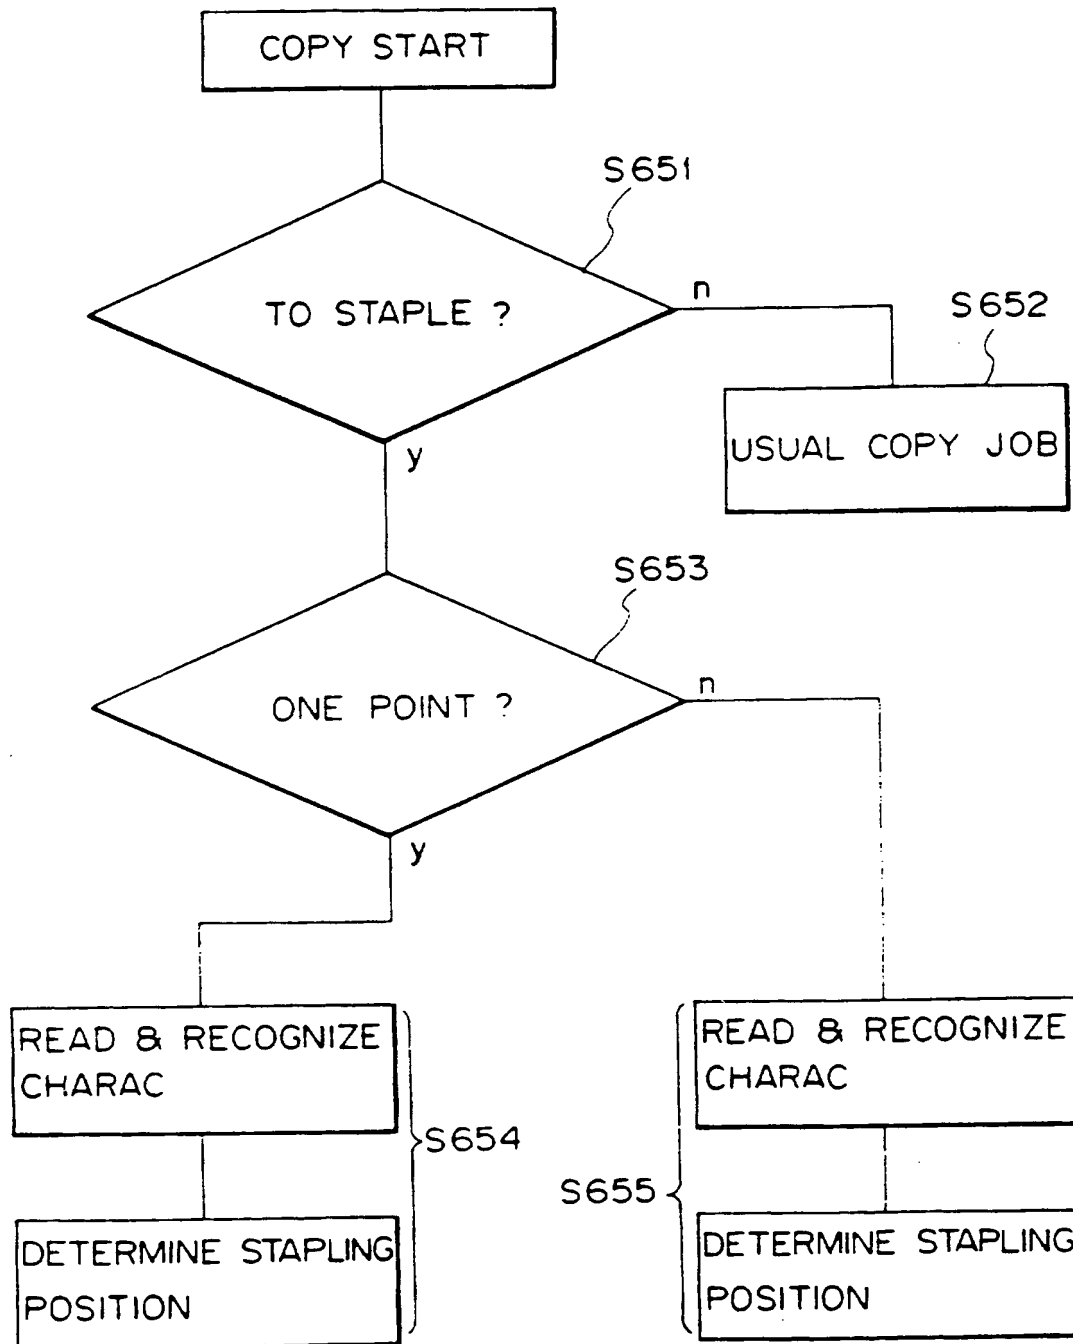 COPY START
S651
TO STAPLE ?
n
S652
USUAL COPY JOB
y
S653
ONE POINT ?
n
y
READ & RECOGNIZE
CHARAC
S654
DETERMINE STAPLING
POSITION
READ & RECOGNIZE
CHARAC
S655
DETERMINE STAPLING
POSITION